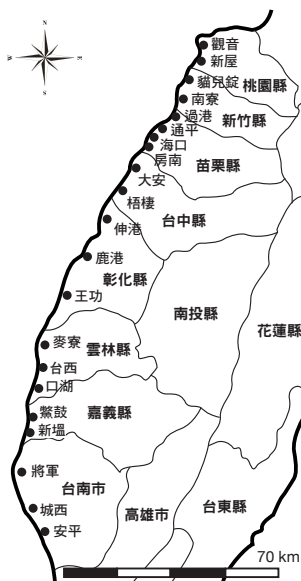 N
W
E
S
觀音
新屋
貓兒錠
桃園縣
南寮
過港
新竹縣
通平
海口
房南
苗栗縣
大安
梧棲
台中縣
伸港
鹿港
彰化縣
王功
南投縣
花蓮縣
麥寮
雲林縣
台西
口湖
鰲鼓
嘉義縣
新塭
將軍
台南市
城西
高雄市
台東縣
安平
70 km